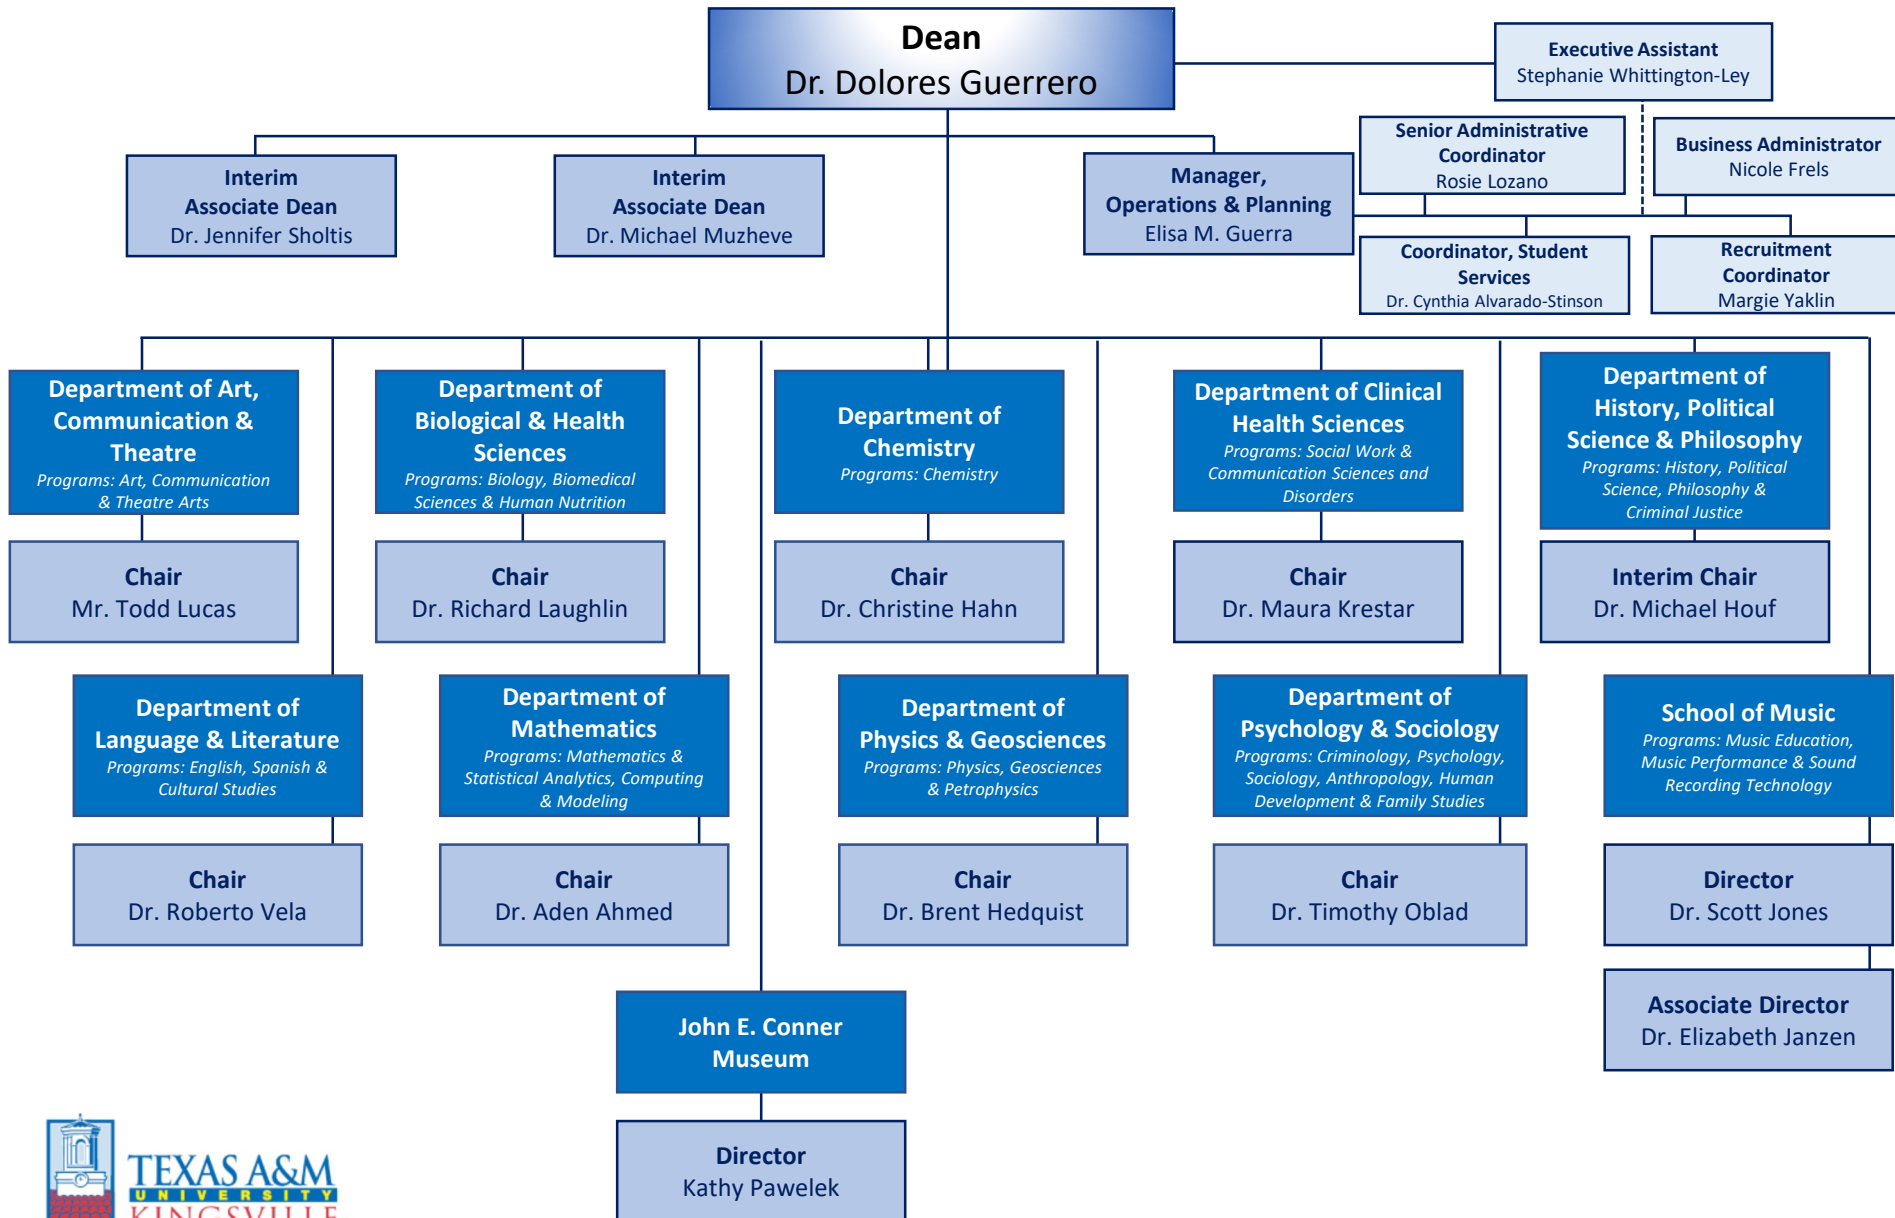 Dean
Dr. Dolores Guerrero
Executive Assistant
Stephanie Whittington-Ley
Interim
Associate Dean
Dr. Jennifer Sholtis
Interim
Associate Dean
Dr. Michael Muzheve
Manager,
Operations & Planning
Elisa M. Guerra
Senior Administrative
Coordinator
Rosie Lozano
Business Administrator
Nicole Frels
Coordinator, Student
Services
Dr. Cynthia Alvarado-Stinson
Recruitment
Coordinator
Margie Yaklin
Department of Art,
Communication &
Theatre
Programs: Art, Communication
& Theatre Arts
Chair
Mr. Todd Lucas
Department of
Biological & Health
Sciences
Programs: Biology, Biomedical
Sciences & Human Nutrition
Chair
Dr. Richard Laughlin
Department of
Chemistry
Programs: Chemistry
Chair
Dr. Christine Hahn
Department of Clinical
Health Sciences
Programs: Social Work &
Communication Sciences and
Disorders
Chair
Dr. Maura Krestar
Department of
History, Political
Science & Philosophy
Programs: History, Political
Science, Philosophy &
Criminal Justice
Interim Chair
Dr. Michael Houf
Department of
Language & Literature
Programs: English, Spanish &
Cultural Studies
Chair
Dr. Roberto Vela
Department of
Mathematics
Programs: Mathematics &
Statistical Analytics, Computing
& Modeling
Chair
Dr. Aden Ahmed
Department of
Physics & Geosciences
Programs: Physics, Geosciences
& Petrophysics
Chair
Dr. Brent Hedquist
Department of
Psychology & Sociology
Programs: Criminology, Psychology,
Sociology, Anthropology, Human
Development & Family Studies
Chair
Dr. Timothy Oblad
School of Music
Programs: Music Education,
Music Performance & Sound
Recording Technology
Director
Dr. Scott Jones
Associate Director
Dr. Elizabeth Janzen
John E. Conner
Museum
Director
Kathy Pawelek
TEXAS A&M
UNIVERSITY
KINGSVILLE